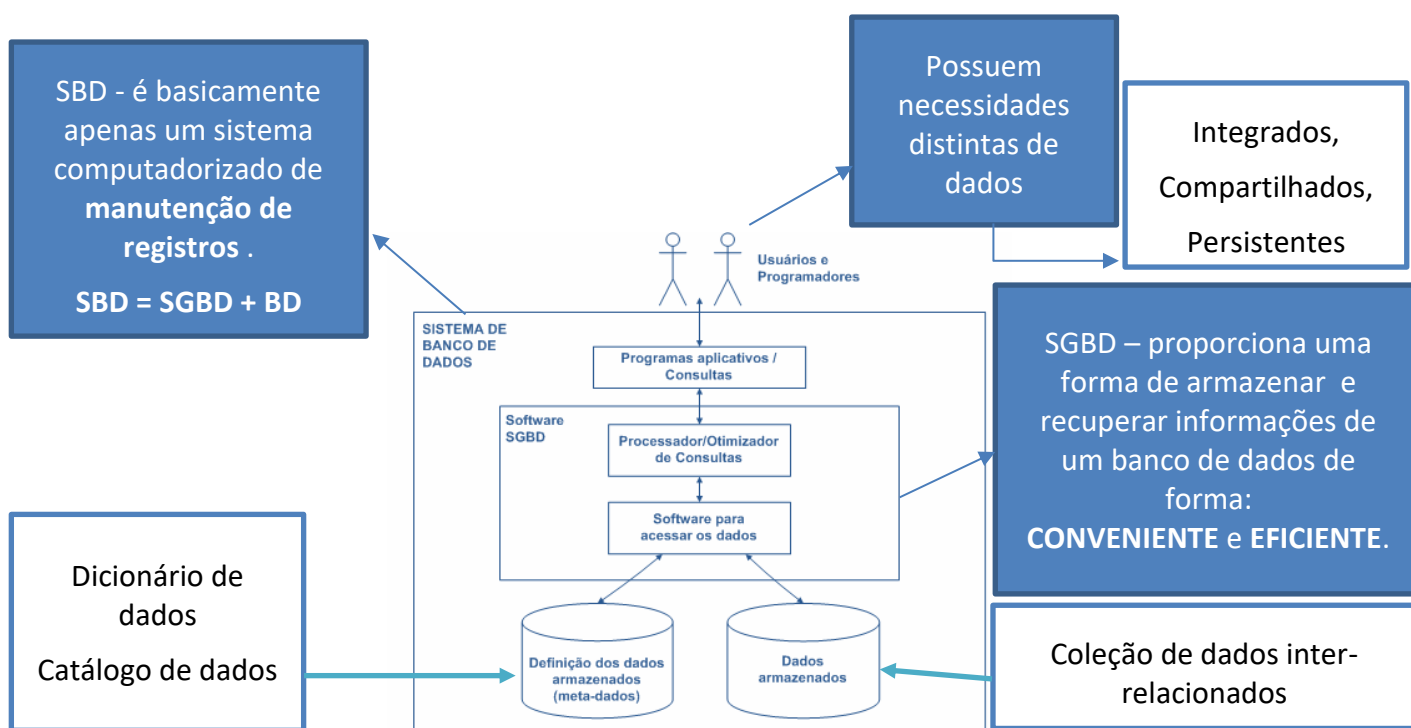 SBD - é basicamente
apenas um sistema
computadorizado de
manutenção de
registros .
SBD = SGBD + BD
Possuem
necessidades
distintas de
dados
Integrados,
Compartilhados,
Persistentes
Usuários e
Programadores
SISTEMA DE
BANCO DE
DADOS
Programas aplicativos /
Consultas
Software
SGBD
Processador/Otimizador
de Consultas
Software para
acessar os dados
SGBD – proporciona uma
forma de armazenar e
recuperar informações de
um banco de dados de
forma:
CONVENIENTE e EFICIENTE.
Dicionário de
dados
Catálogo de dados
Definição dos dados
armazenados
(meta-dados)
Dados
armazenados
Coleção de dados inter-
relacionados